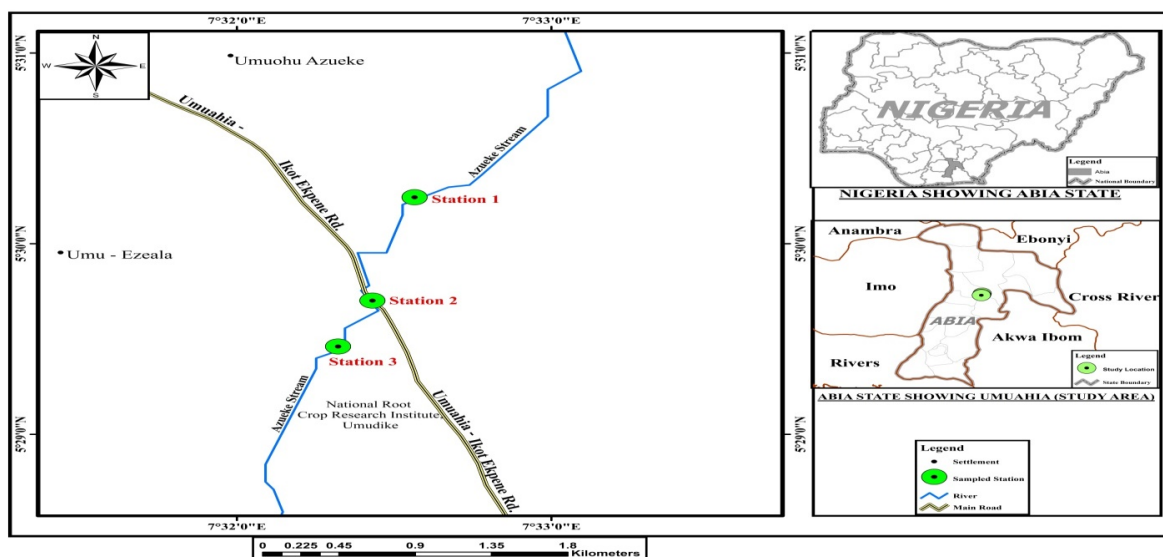 7°32'0"E
7°33'0"E
5°31'0"N
5°30'0"N
5°29'0"N
N
W
E
S
Umuohu Azueke
Umuahia -
Ikot Ekpene Rd.
Azueke Stream
Station 1
Umu - Ezeala
Station 2
Station 3
Azueke Stream
National Root
Crop Research Institute,
Umudike
Umuahia - Ikot Ekpene Rd.
5°31'0"N
5°30'0"N
5°29'0"N
7°32'0"E
7°33'0"E
0 0.225 0.45 0.9 1.35 1.8
Kilometers
NIGERIA
Legend
Abia
National Boundary
NIGERIA SHOWING ABIA STATE
Anambra
Ebonyi
Imo
Cross River
ABIA
Akwa Ibom
Rivers
Legend
Study Location
State Boundary
ABIA STATE SHOWING UMUAHIA (STUDY AREA)
Legend
Settlement
Sampled Station
River
Main Road